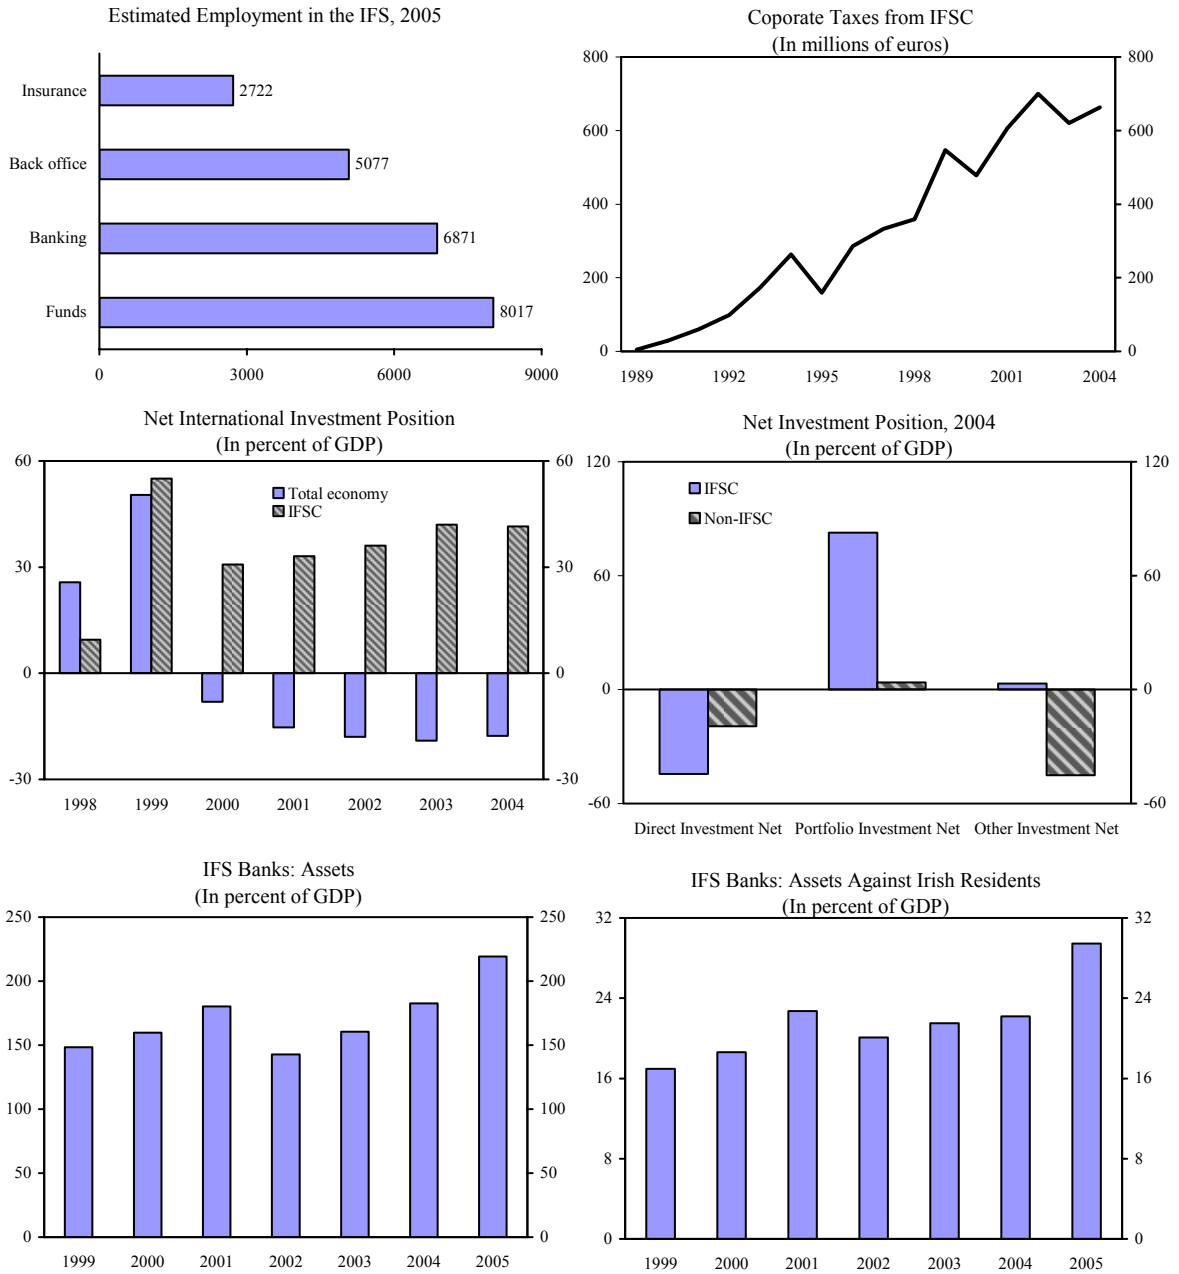 Estimated Employment in the IFS, 2005
Insurance
2722
Back office
5077
Banking
6871
Funds
8017
0 3000 6000 9000
Coporate Taxes from IFSC
(In millions of euros)
800 800
600 600
400 400
200 200
0 0
1989 1992 1995 1998 2001 2004
Net International Investment Position
(In percent of GDP)
60 60
Total economy
IFSC
30 30
0 0
-30 -30
1998 1999 2000 2001 2002 2003 2004
Net Investment Position, 2004
(In percent of GDP)
120 120
IFSC
Non-IFSC
60 60
0 0
-60 -60
Direct Investment Net Portfolio Investment Net Other Investment Net
IFS Banks: Assets
(In percent of GDP)
250 250
200 200
150 150
100 100
50 50
0 0
1999 2000 2001 2002 2003 2004 2005
IFS Banks: Assets Against Irish Residents
(In percent of GDP)
32 32
24 24
16 16
8 8
0 0
1999 2000 2001 2002 2003 2004 2005